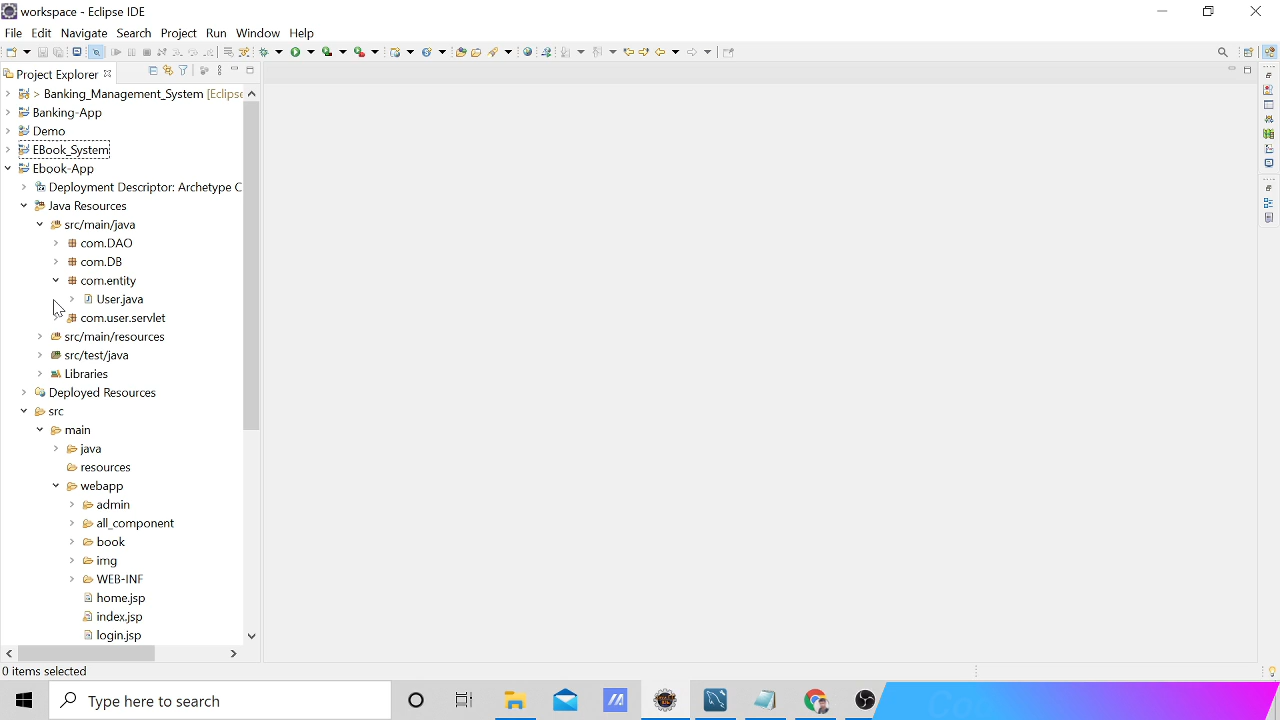 workspace - Eclipse IDE
File Edit Navigate Search Project Run Window Help
Project Explorer
> Banking_Management_System [Eclipse
Banking-App
Demo
EBook_System
Ebook-App
Deployment Descriptor: Archetype C
Java Resources
src/main/java
com.DAO
com.DB
com.entity
User.java
com.user.servlet
src/main/resources
src/test/java
Libraries
Deployed Resources
src
main
java
resources
webapp
admin
all_component
book
img
WEB-INF
home.jsp
index.jsp
login.jsp
0 items selected
Type here to search